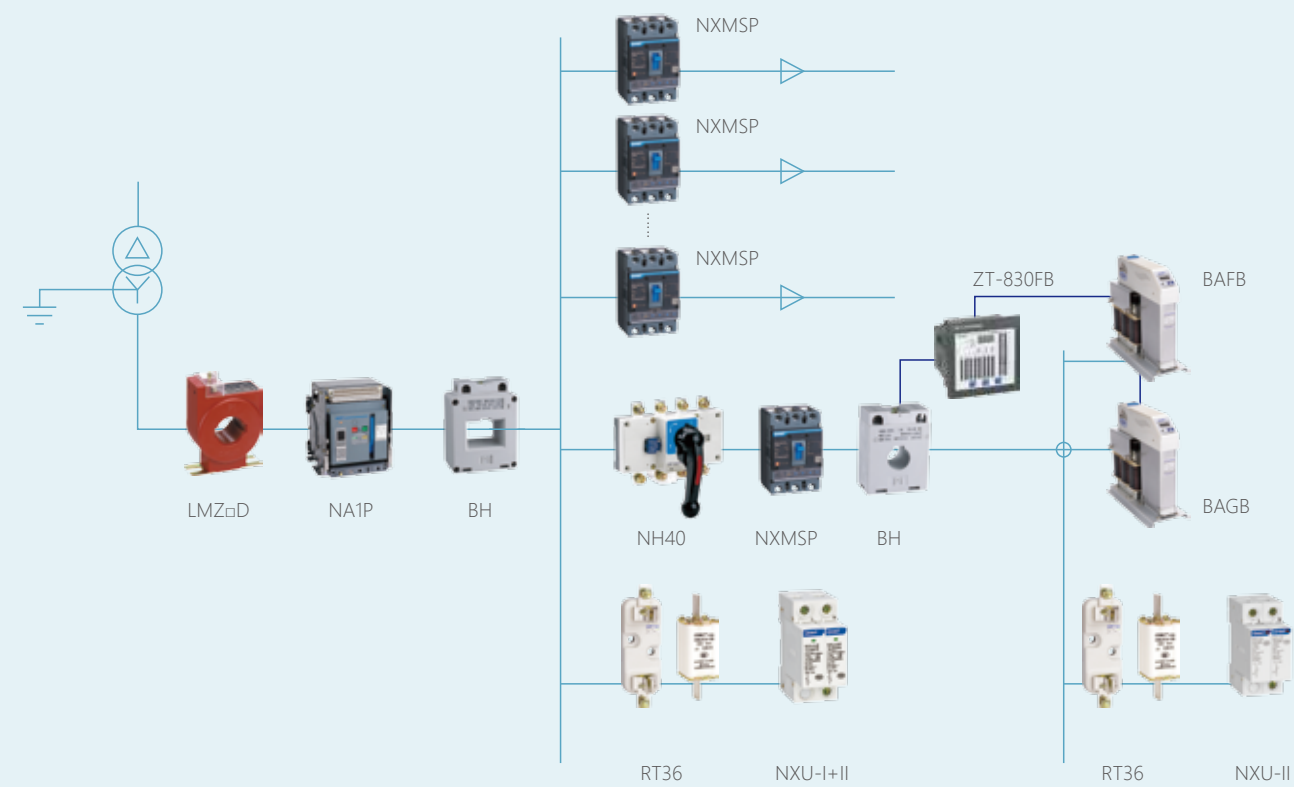 NXMSP
NXMSP
NXMSP
ZT-830FB
BAFB
LMZ□D
NA1P
BH
NH40
NXMSP
BH
BAGB
RT36
NXU-I+II
RT36
NXU-II